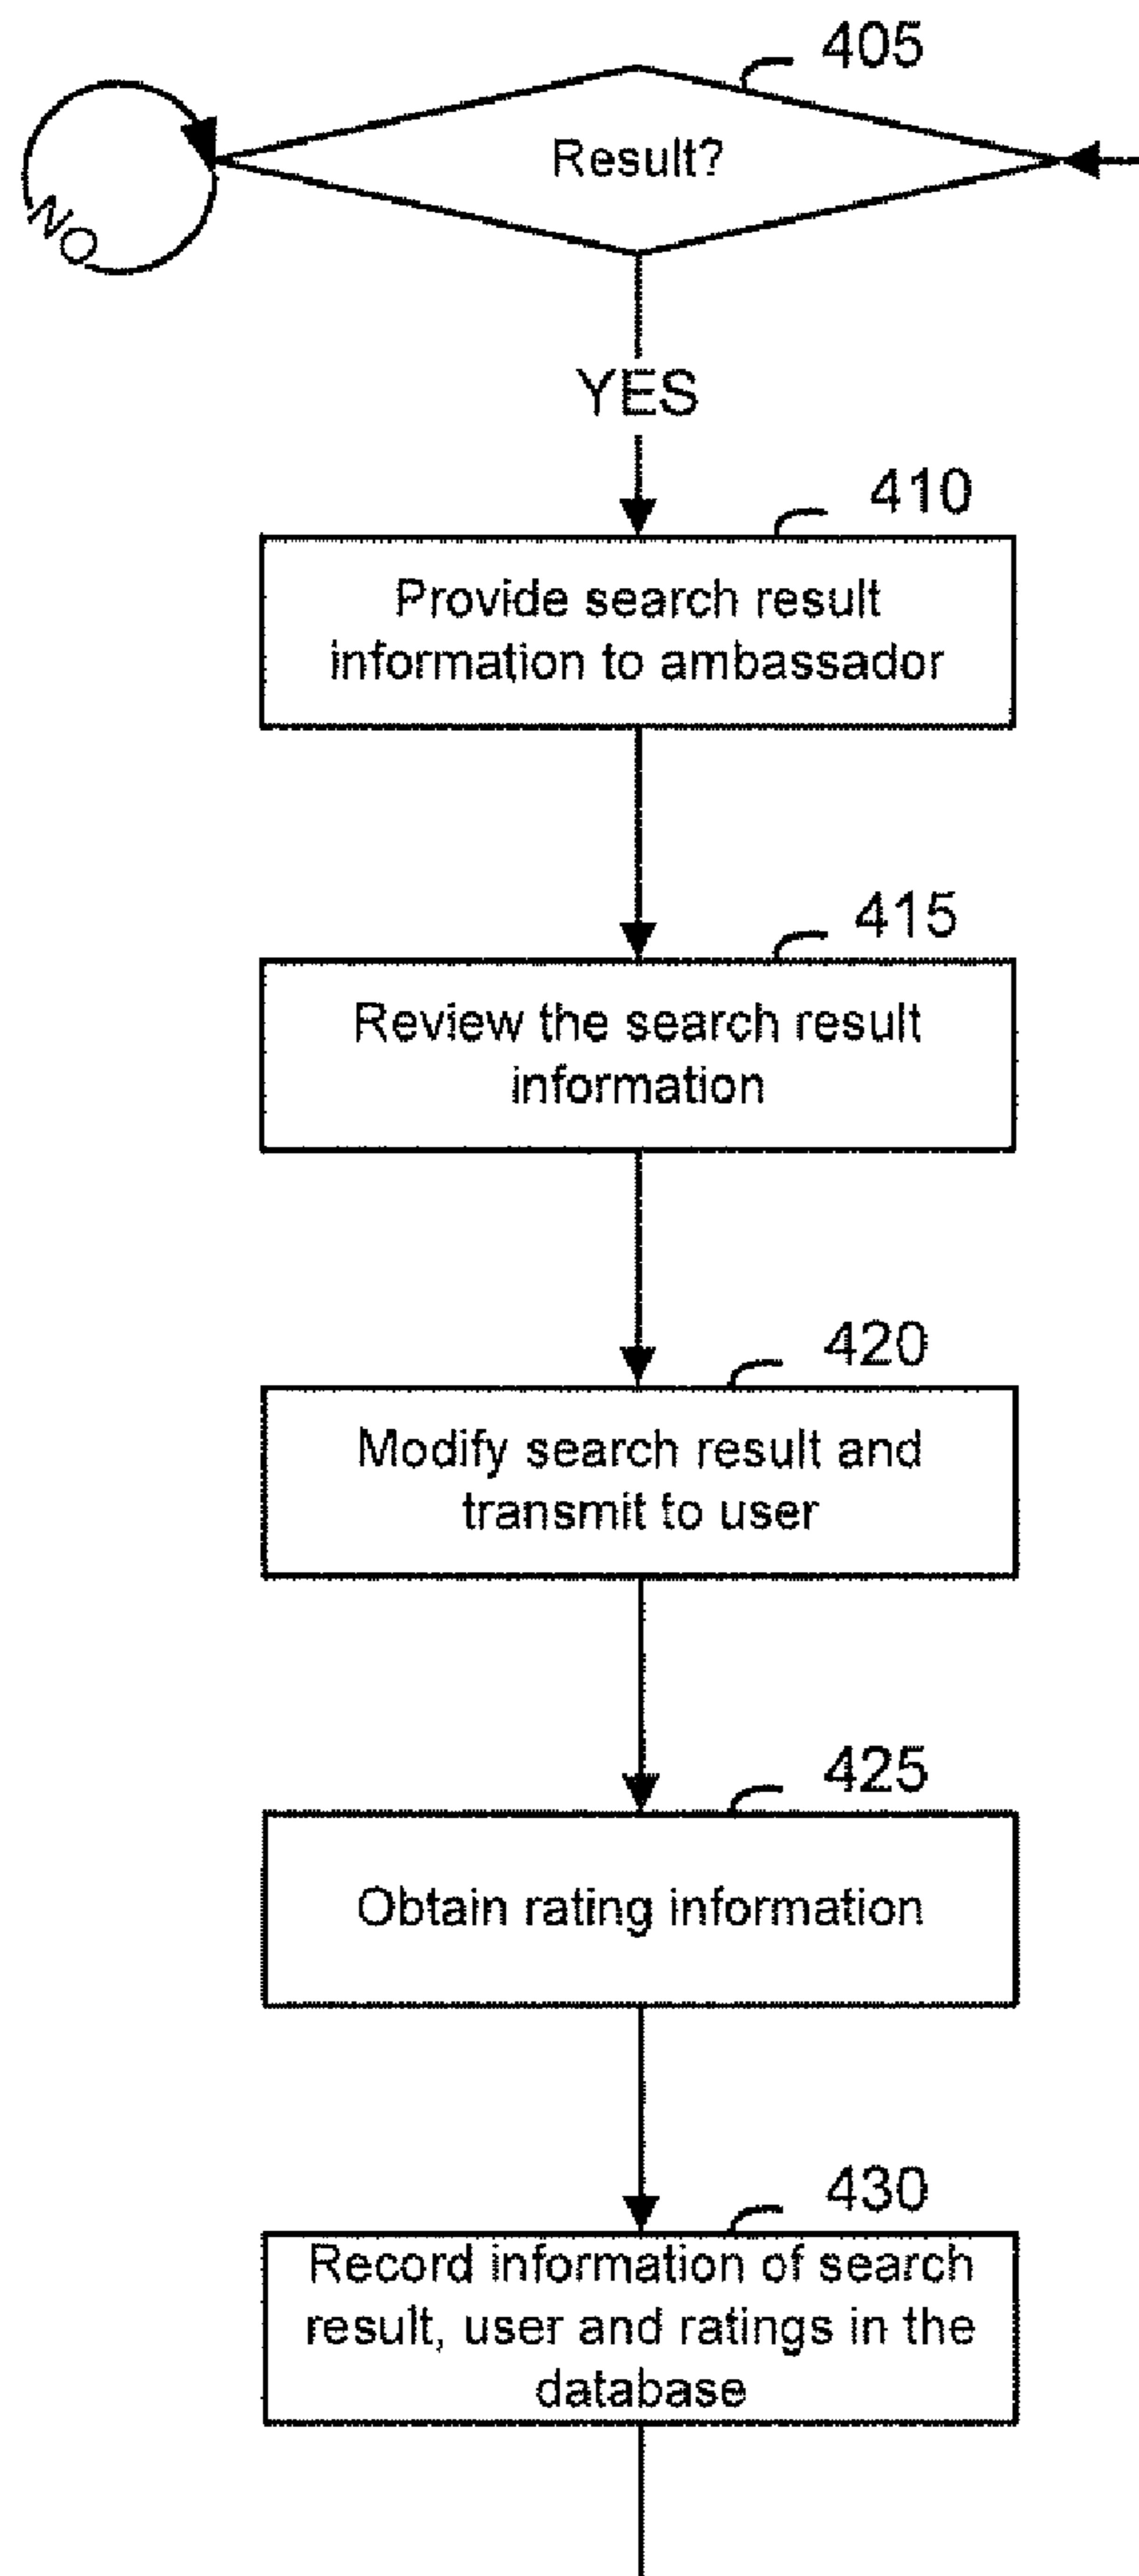 405
Result?
NO
YES
410
Provide search result
information to ambassador
415
Review the search result
information
420
Modify search result and
transmit to user
425
Obtain rating information
430
Record information of search
result, user and ratings in the
database